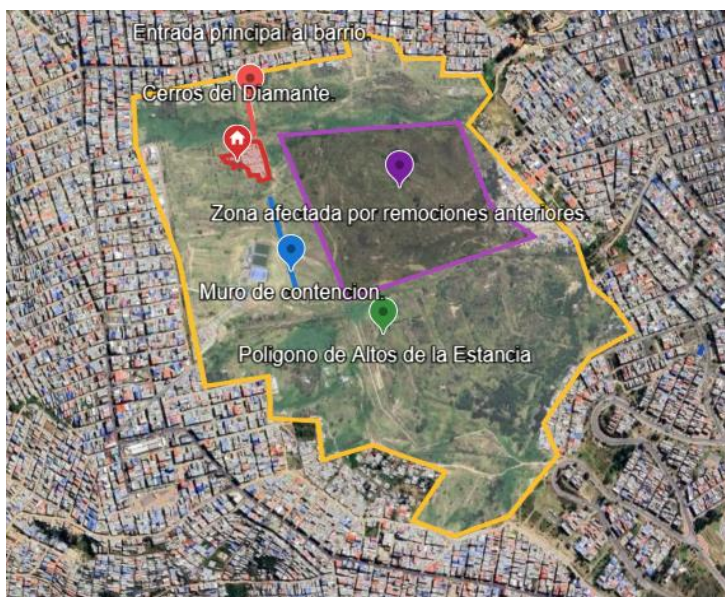 Entrada principal al barrio.
Cerros del Diamante.
Zona afectada por remociones anteriores.
Muro de contencion.
Poligono de Altos de la Estancia